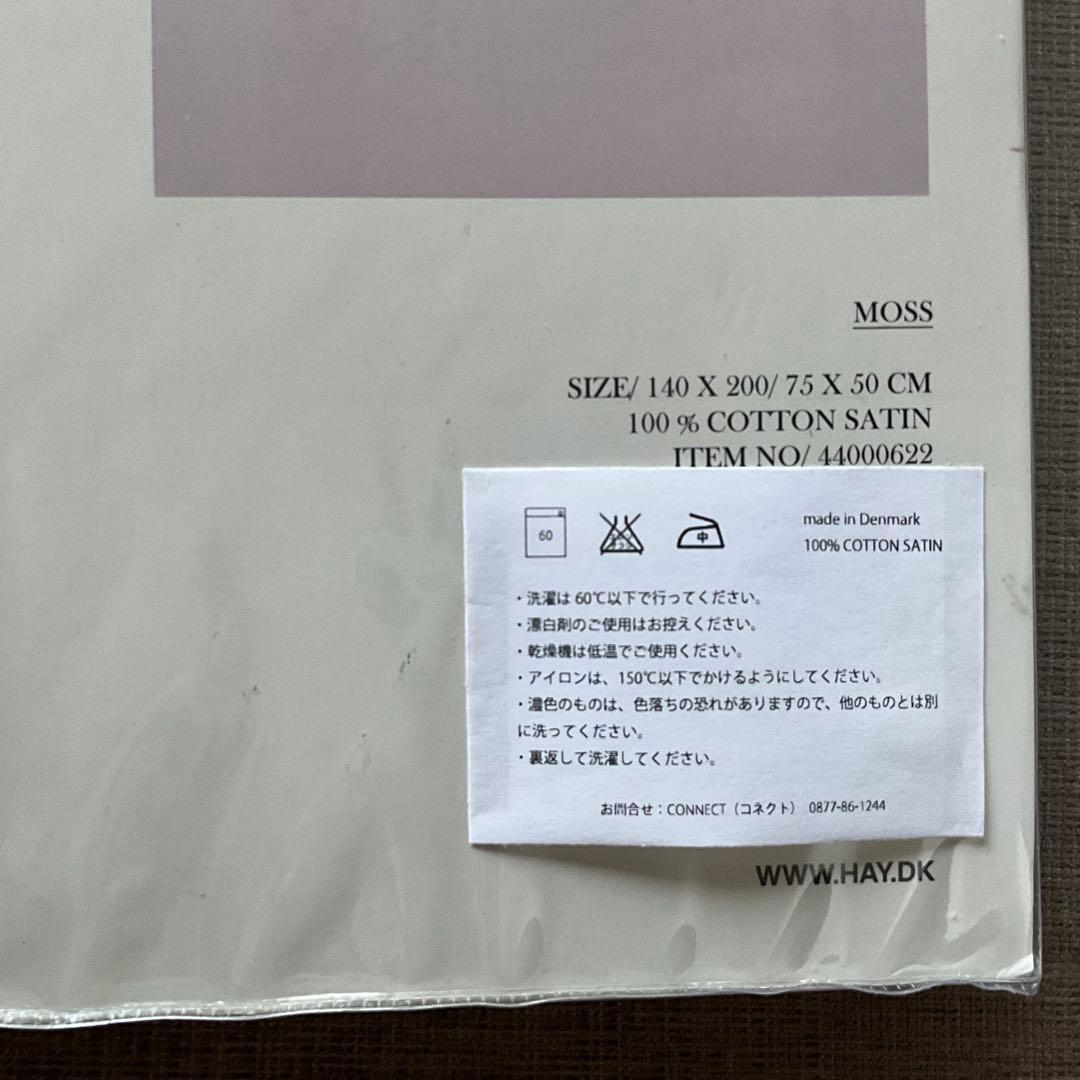 MOSS
SIZE/ 140 X 200/ 75 X 50 CM
100 % COTTON SATIN
ITEM NO/ 44000622
60
中
made in Denmark
100% COTTON SATIN
・洗濯は 60℃以下で行ってください。
・漂白剤のご使用はお控えください。
・乾燥機は低温でご使用ください。
・アイロンは、150℃以下でかけるようにしてください。
・濃色のものは、色落ちの恐れがありますので、他のものとは別
に洗ってください。
・裏返して洗濯してください。
お問合せ：CONNECT（コネクト） 0877-86-1244
WWW.HAY.DK